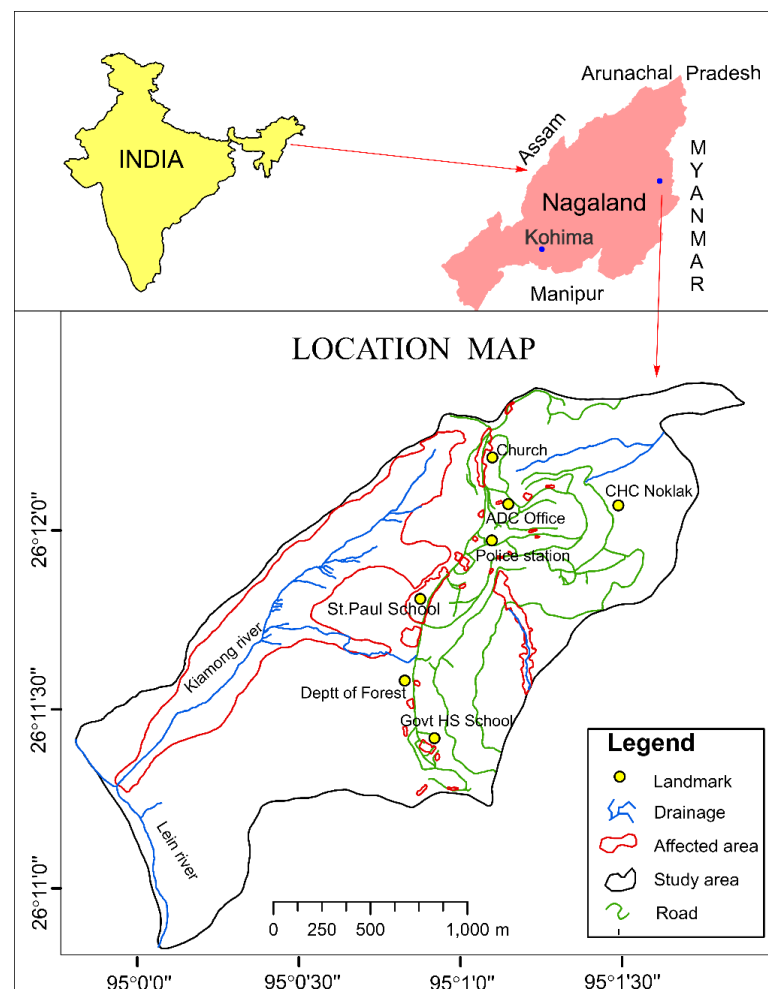 Arunachal Pradesh
Assam
INDIA
MYANMAR
Nagaland
Kohima
Manipur
LOCATION MAP
Church
CHC Noklak
ADC Office
26°12'0"
Police station
St.Paul School
Kiamong river
Deptt of Forest
26°11'30"
Govt HS School
Legend
Landmark
Drainage
Lein river
Affected area
26°11'0"
Study area
Road
0 250 500 1,000 m
95°0'0" 95°0'30" 95°1'0" 95°1'30"